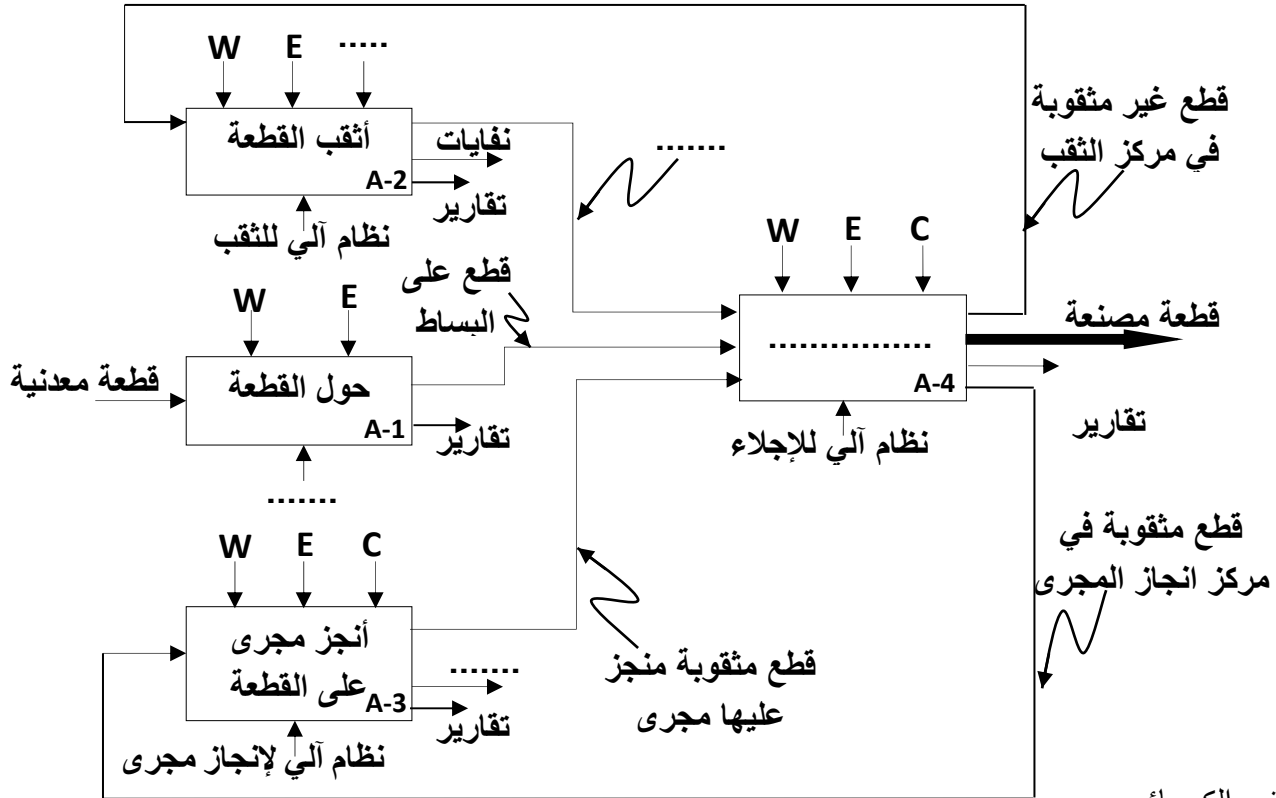 W E .....
أثقب القطعة
A-2
نفايات
تقارير
نظام آلي للثقب
.......
قطع غير مثقوبة
في مركز الثقب
W E
قطع على
البساط
قطعة معدنية
حول القطعة
A-1
تقارير
.......
W E C
...............
A-4
قطعة مصنعة
تقارير
نظام آلي للإجلاء
W E C
أنجز مجرى
على القطعة
A-3
.......
تقارير
نظام آلي لإنجاز مجرى
قطع مثقوبة منجز
عليها مجرى
قطع مثقوبة في
مركز انجاز المجرى